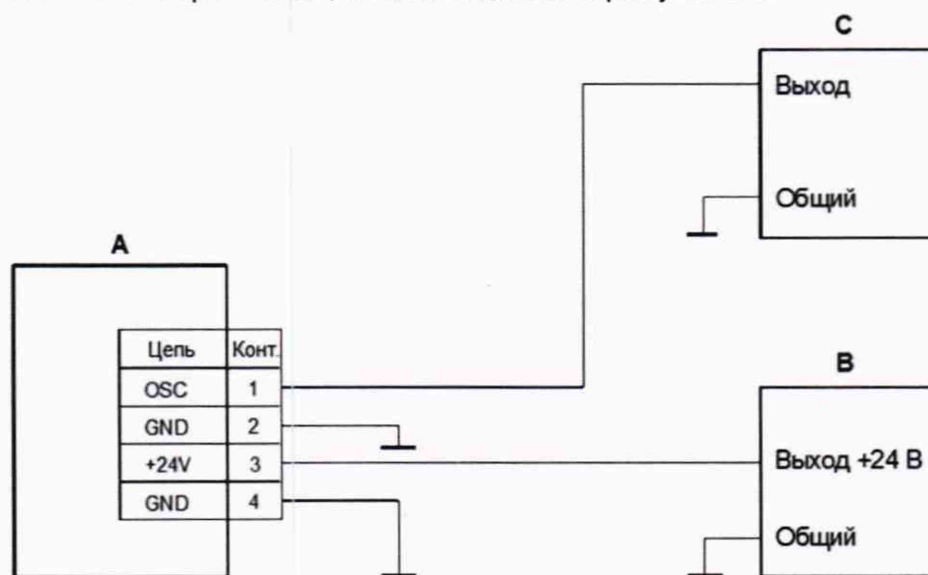 C
Выход
Общий
A
Цепь Конт.
OSC 1
GND 2
+24V 3
GND 4
B
Выход +24 В
Общий